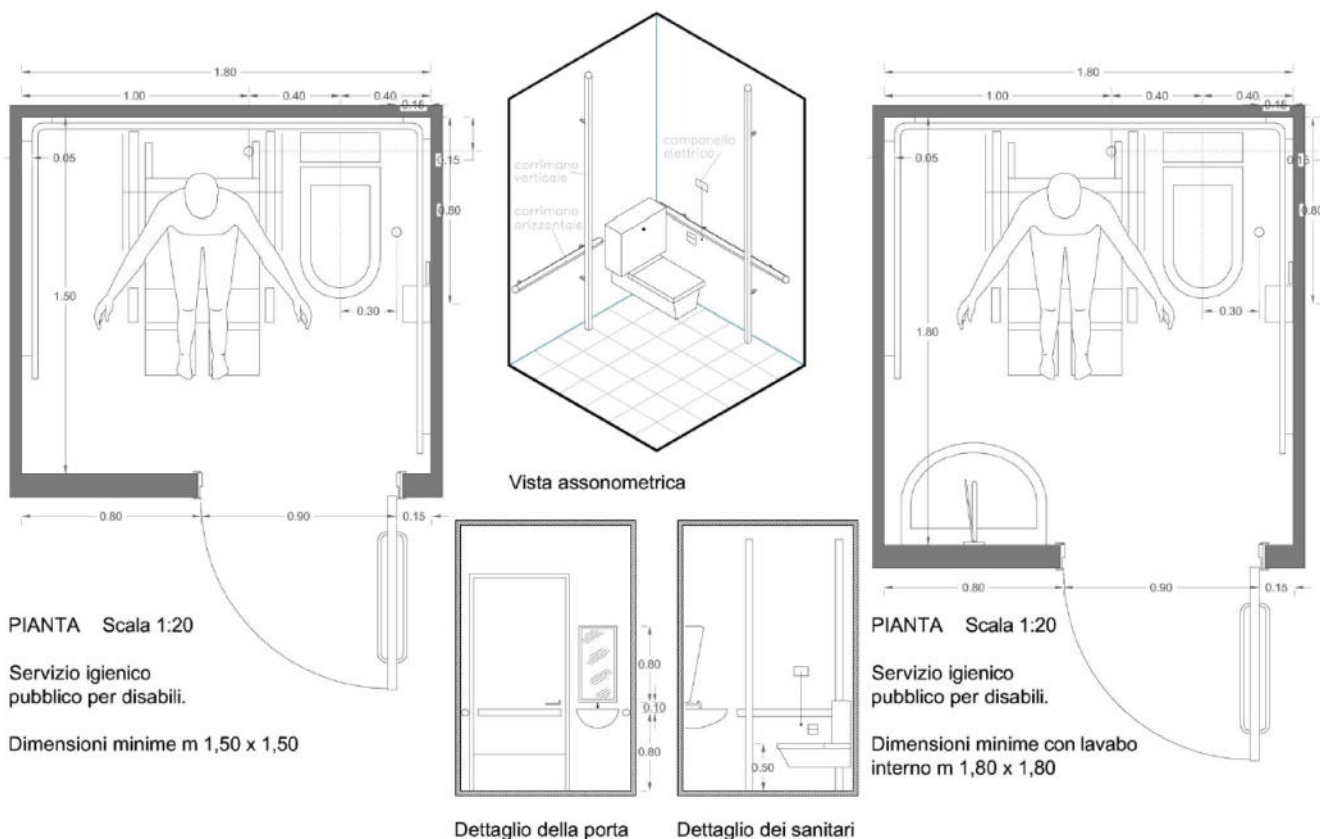 1.80
1.00
0.40
0.40
0.15
0.05
0.15
0.80
1.50
0.30
0.80
0.90
0.15
PIANTA Scala 1:20
Servizio igienico
pubblico per disabili.
Dimensioni minime m 1,50 x 1,50
corrimano
verticale
corrimano
orizzontale
campanello
elettrico
Vista assonometrica
0.80
0.10
0.80
Dettaglio della porta
0.50
Dettaglio dei sanitari
1.80
1.00
0.40
0.40
0.15
0.05
0.15
0.80
1.80
0.30
0.80
0.90
0.15
PIANTA Scala 1:20
Servizio igienico
pubblico per disabili.
Dimensioni minime con lavabo
interno m 1,80 x 1,80